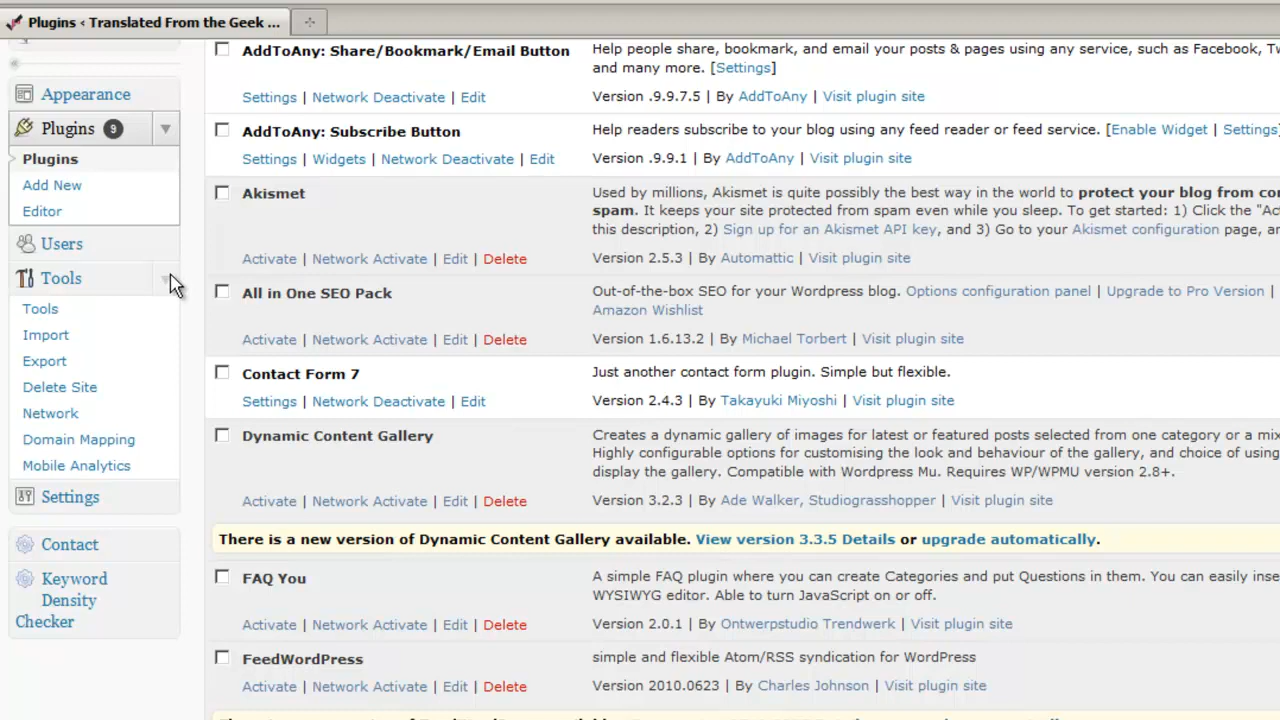 Plugins ‹ Translated From the Geek ...
Appearance
Plugins 9
Plugins
Add New
Editor
Users
Tools
Tools
Import
Export
Delete Site
Network
Domain Mapping
Mobile Analytics
Settings
Contact
Keyword
Density
Checker
AddToAny: Share/Bookmark/Email Button
Help people share, bookmark, and email your posts & pages using any service, such as Facebook,
and many more. [Settings]
Settings | Network Deactivate | Edit
Version .9.9.7.5 | By AddToAny | Visit plugin site
AddToAny: Subscribe Button
Help readers subscribe to your blog using any feed reader or feed service. [Enable Widget | Settings]
Settings | Widgets | Network Deactivate | Edit
Version .9.9.1 | By AddToAny | Visit plugin site
Akismet
Used by millions, Akismet is quite possibly the best way in the world to protect your blog from
spam. It keeps your site protected from spam even while you sleep. To get started: 1) Click the
this description, 2) Sign up for an Akismet API key, and 3) Go to your Akismet configuration page,
Activate | Network Activate | Edit | Delete
Version 2.5.3 | By Automattic | Visit plugin site
All in One SEO Pack
Out-of-the-box SEO for your Wordpress blog. Options configuration panel | Upgrade to Pro Version |
Amazon Wishlist
Activate | Network Activate | Edit | Delete
Version 1.6.13.2 | By Michael Torbert | Visit plugin site
Contact Form 7
Just another contact form plugin. Simple but flexible.
Settings | Network Deactivate | Edit
Version 2.4.3 | By Takayuki Miyoshi | Visit plugin site
Dynamic Content Gallery
Creates a dynamic gallery of images for latest or featured posts selected from one category or a
Highly configurable options for customising the look and behaviour of the gallery, and choice of using
display the gallery. Compatible with Wordpress Mu. Requires WP/WPMU version 2.8+.
Activate | Network Activate | Edit | Delete
Version 3.2.3 | By Ade Walker, Studiograsshopper | Visit plugin site
There is a new version of Dynamic Content Gallery available. View version 3.3.5 Details or upgrade automatically.
FAQ You
A simple FAQ plugin where you can create Categories and put Questions in them. You can easily
WYSIWYG editor. Able to turn JavaScript on or off.
Activate | Network Activate | Edit | Delete
Version 2.0.1 | By Ontwerpstudio Trendwerk | Visit plugin site
FeedWordPress
simple and flexible Atom/RSS syndication for WordPress
Activate | Network Activate | Edit | Delete
Version 2010.0623 | By Charles Johnson | Visit plugin site